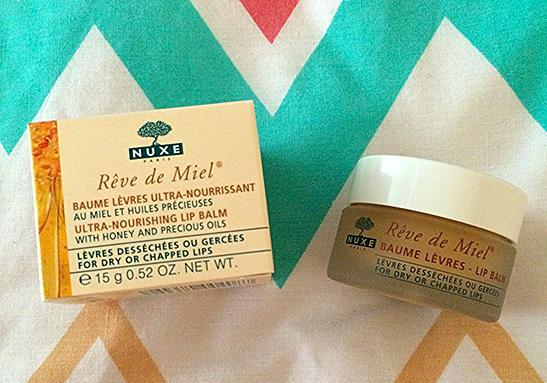 NUXE
PARIS
Rêve de Miel®
BAUME LÈVRES ULTRA-NOURRISSANT
AU MIEL ET HUILES PRÉCIEUSES
ULTRA-NOURISHING LIP BALM
WITH HONEY AND PRECIOUS OILS
LÈVRES DESSÉCHÉES OU GERCÉES
FOR DRY OR CHAPPED LIPS
℮ 15 g 0.52 OZ. NET WT.
NUXE
PARIS
Rêve de Miel®
BAUME LÈVRES - LIP BALM
LÈVRES DESSÉCHÉES OU GERCÉES
FOR DRY OR CHAPPED LIPS